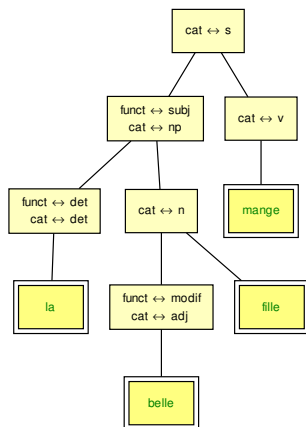 cat ↔ s
funct ↔ subj
cat ↔ np
cat ↔ v
funct ↔ det
cat ↔ det
cat ↔ n
mange
la
funct ↔ modif
cat ↔ adj
fille
belle